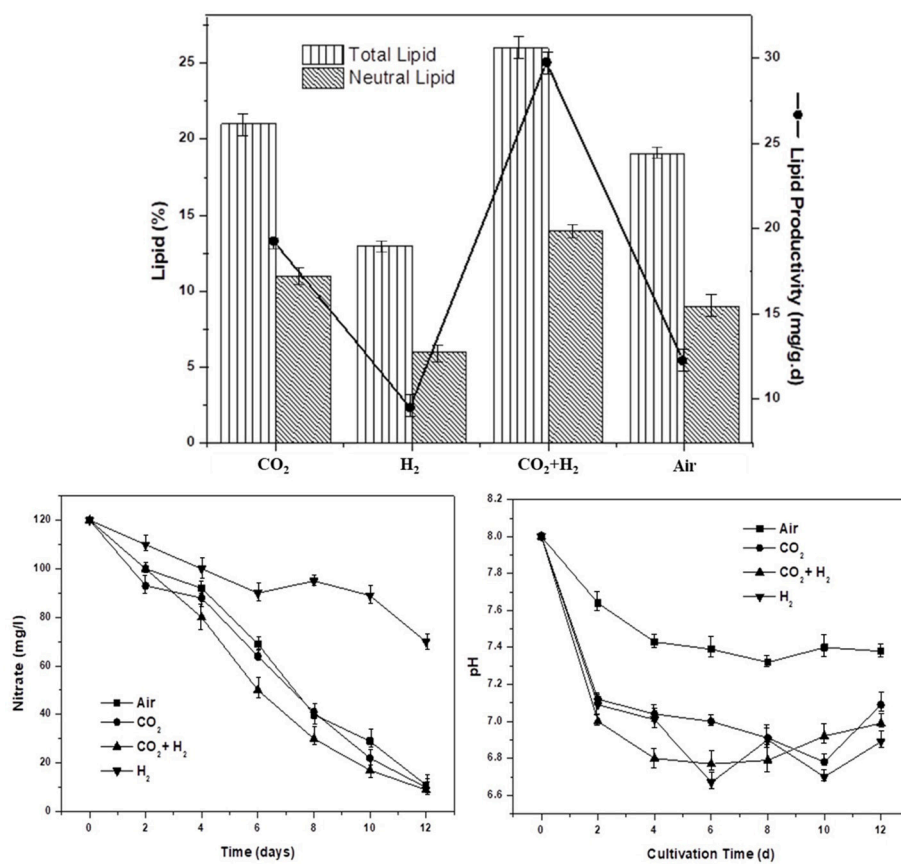 Total Lipid
Neutral Lipid
Lipid (%)
0
5
10
15
20
25
Lipid Productivity (mg/g.d)
10
15
20
25
30
CO₂
H₂
CO₂+H₂
Air
Nitrate (mg/l)
120
100
80
60
40
20
0
Air
CO₂
CO₂ + H₂
H₂
0 2 4 6 8 10 12
Time (days)
pH
8.2
8.0
7.8
7.6
7.4
7.2
7.0
6.8
6.6
Air
CO₂
CO₂ + H₂
H₂
0 2 4 6 8 10 12 14
Cultivation Time (d)